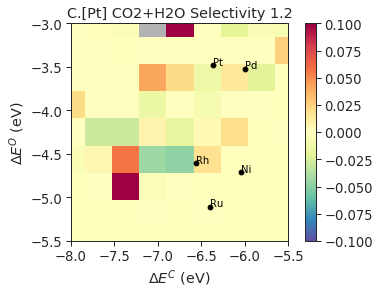 C.[Pt] CO2+H2O Selectivity 1.2
ΔE^O (eV)
−3.0
−3.5
−4.0
−4.5
−5.0
−5.5
Pt
Pd
Rh
Ni
Ru
−8.0 −7.5 −7.0 −6.5 −6.0 −5.5
ΔE^C (eV)
0.100
0.075
0.050
0.025
0.000
−0.025
−0.050
−0.075
−0.100